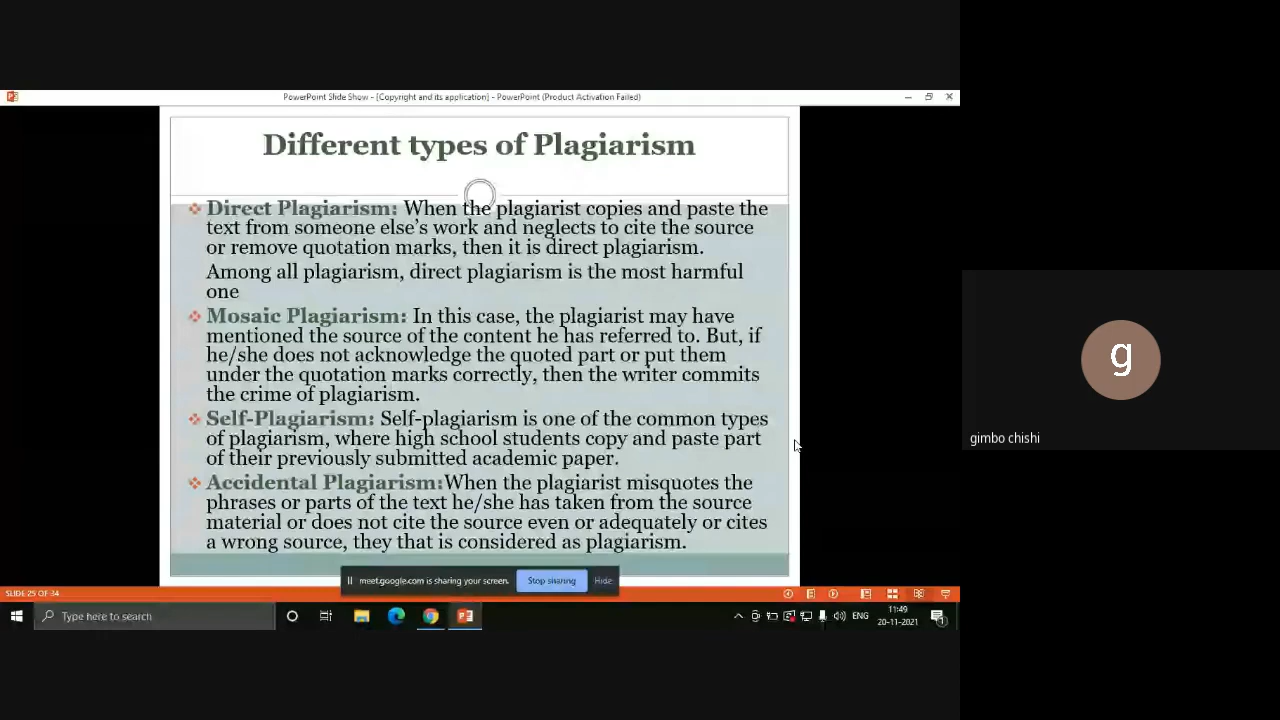 PowerPoint Slide Show - [Copyright and its application] - PowerPoint (Product Activation Failed)
Different types of Plagiarism
Direct Plagiarism: When the plagiarist copies and paste the
text from someone else's work and neglects to cite the source
or remove quotation marks, then it is direct plagiarism.
Among all plagiarism, direct plagiarism is the most harmful
one
Mosaic Plagiarism: In this case, the plagiarist may have
mentioned the source of the content he has referred to. But, if
he/she does not acknowledge the quoted part or put them
under the quotation marks correctly, then the writer commits
the crime of plagiarism.
Self-Plagiarism: Self-plagiarism is one of the common types
of plagiarism, where high school students copy and paste part
of their previously submitted academic paper.
Accidental Plagiarism:When the plagiarist misquotes the
phrases or parts of the text he/she has taken from the source
material or does not cite the source even or adequately or cites
a wrong source, they that is considered as plagiarism.
meet.google.com is sharing your screen.
Stop sharing
Hide
SLIDE 25 OF 34
Type here to search
ENG
11:49
20-11-2021
1
g
gimbo chishi